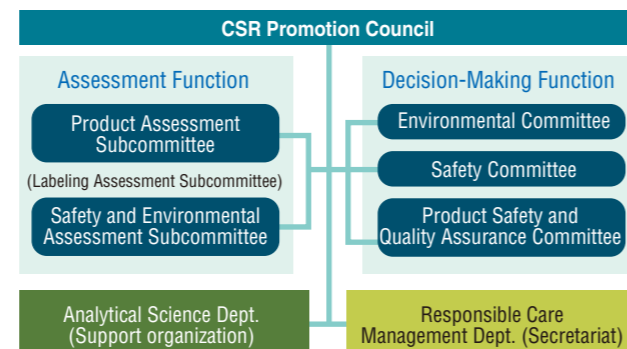 CSR Promotion Council
Assessment Function
Product Assessment
Subcommittee
(Labeling Assessment Subcommittee)
Safety and Environmental
Assessment Subcommittee
Decision-Making Function
Environmental Committee
Safety Committee
Product Safety and
Quality Assurance Committee
Analytical Science Dept.
(Support organization)
Responsible Care
Management Dept. (Secretariat)